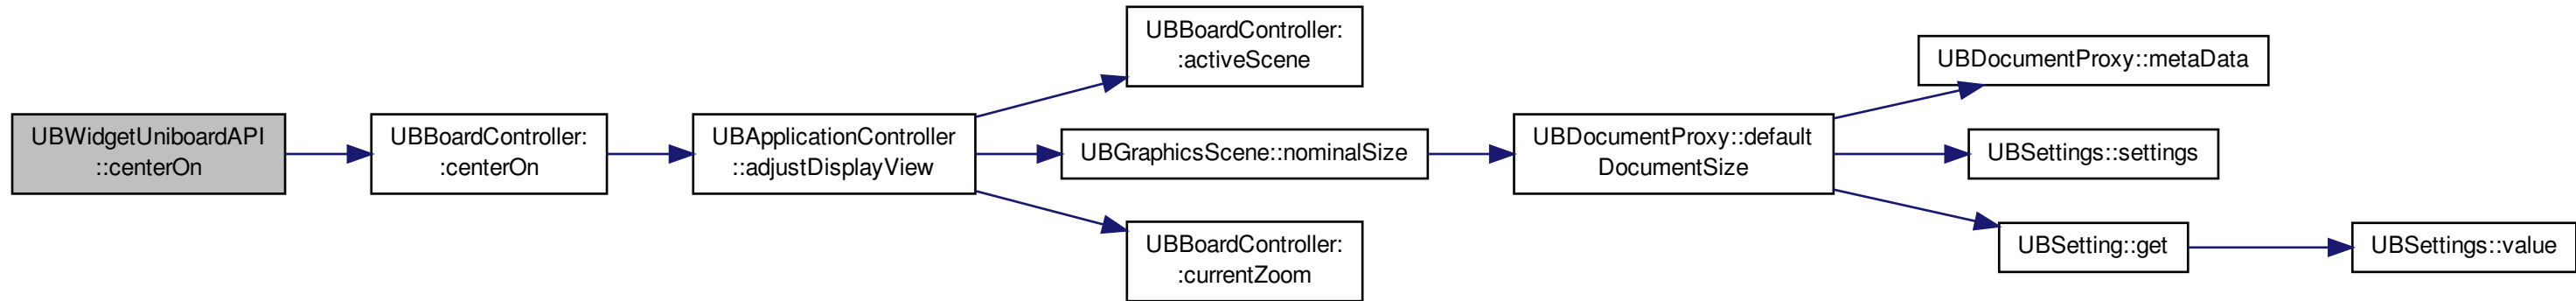 UBWidgetUniboardAPI
::centerOn
UBBoardController:
:centerOn
UBApplicationController
::adjustDisplayView
UBBoardController:
:activeScene
UBGraphicsScene::nominalSize
UBBoardController:
:currentZoom
UBDocumentProxy::default
DocumentSize
UBDocumentProxy::metaData
UBSettings::settings
UBSetting::get
UBSettings::value